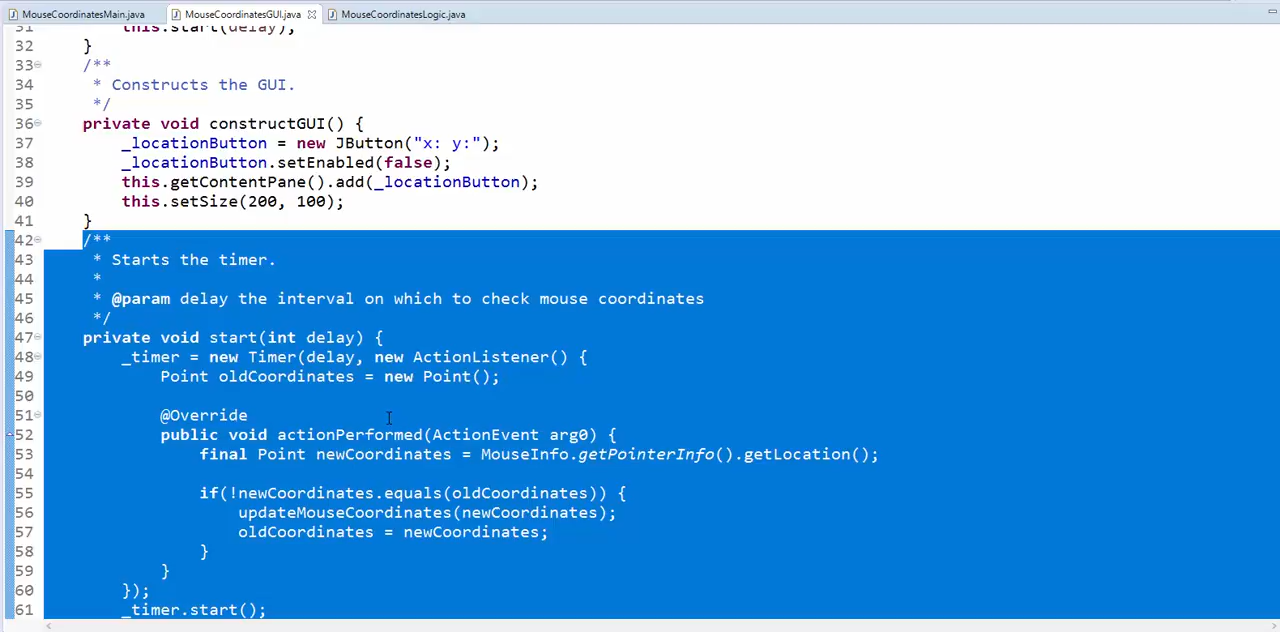 MouseCoordinatesMain.java MouseCoordinatesGUI.java MouseCoordinatesLogic.java
31 this.start(delay);
32 }
33 /**
34 * Constructs the GUI.
35 */
36 private void constructGUI() {
37 _locationButton = new JButton("x: y:");
38 _locationButton.setEnabled(false);
39 this.getContentPane().add(_locationButton);
40 this.setSize(200, 100);
41 }
42 /**
43 * Starts the timer.
44 *
45 * @param delay the interval on which to check mouse coordinates
46 */
47 private void start(int delay) {
48 _timer = new Timer(delay, new ActionListener() {
49 Point oldCoordinates = new Point();
50
51 @Override
52 public void actionPerformed(ActionEvent arg0) {
53 final Point newCoordinates = MouseInfo.getPointerInfo().getLocation();
54
55 if(!newCoordinates.equals(oldCoordinates)) {
56 updateMouseCoordinates(newCoordinates);
57 oldCoordinates = newCoordinates;
58 }
59 }
60 });
61 _timer.start();